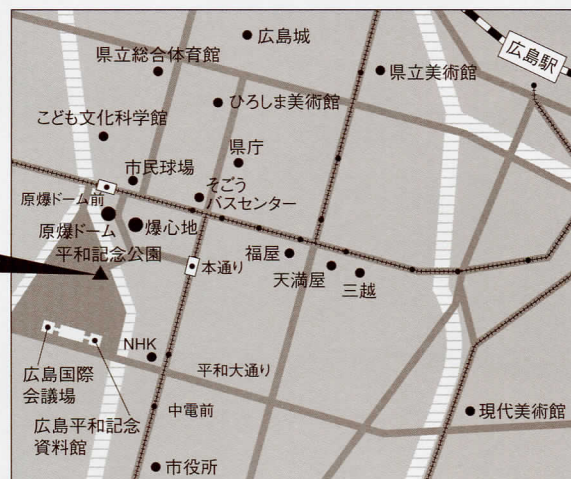 広島城
県立総合体育館
広島駅
県立美術館
ひろしま美術館
こども文化科学館
県庁
市民球場
そごう
バスセンター
原爆ドーム前
原爆ドーム
爆心地
平和記念公園
福屋
本通り
天満屋
三越
NHK
平和大通り
広島国際
会議場
中電前
現代美術館
広島平和記念
資料館
市役所